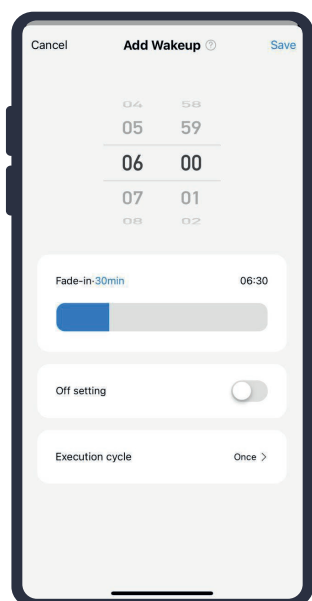 Cancel Add Wakeup ? Save
04 58
05 59
06 00
07 01
08 02
Fade-in·30min 06:30
Off setting
Execution cycle Once >